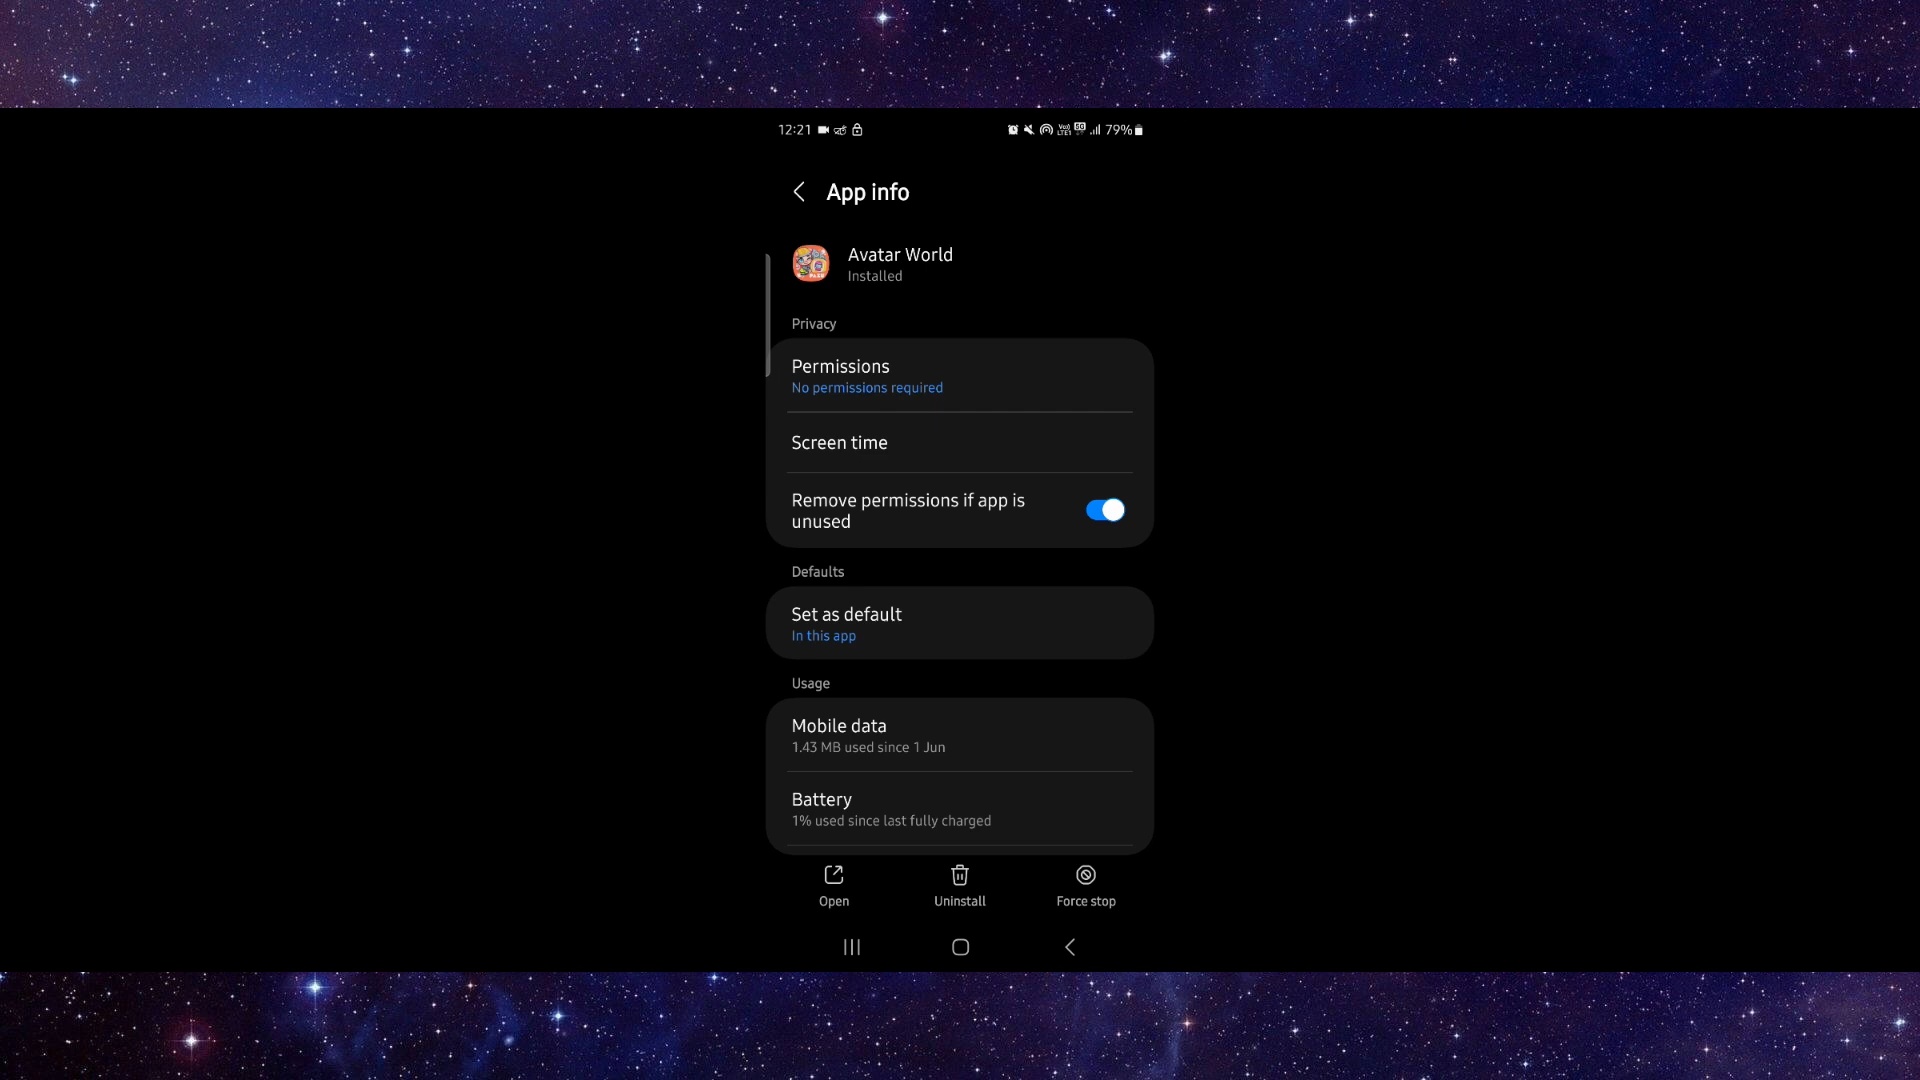 12:21 79%
App info
Avatar World
Installed
Privacy
Permissions
No permissions required
Screen time
Remove permissions if app is
unused
Defaults
Set as default
In this app
Usage
Mobile data
1.43 MB used since 1 Jun
Battery
1% used since last fully charged
Open Uninstall Force stop